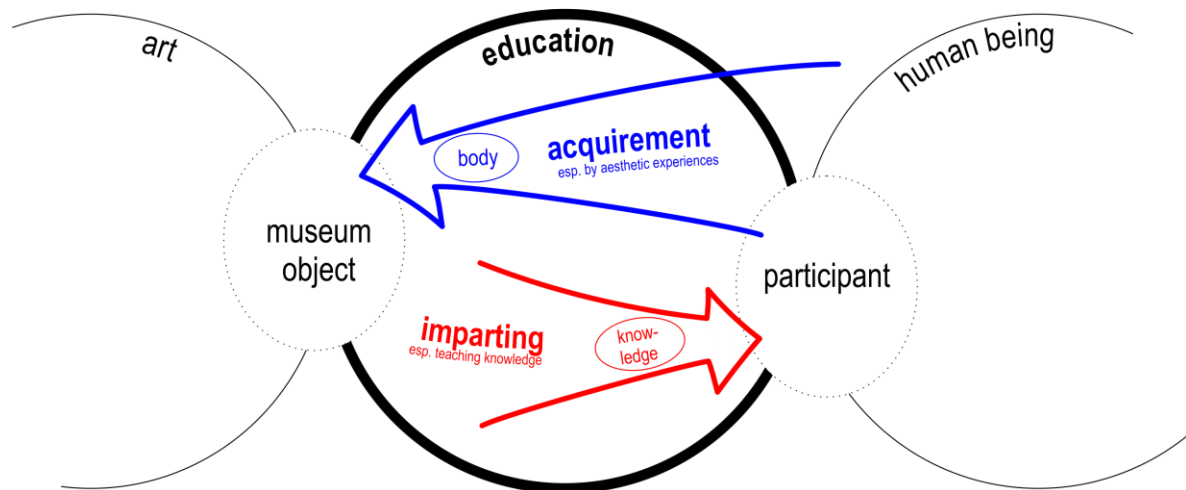 art
education
human being
body
acquirement
esp. by aesthetic experiences
museum
object
participant
imparting
esp. teaching knowledge
know-
ledge